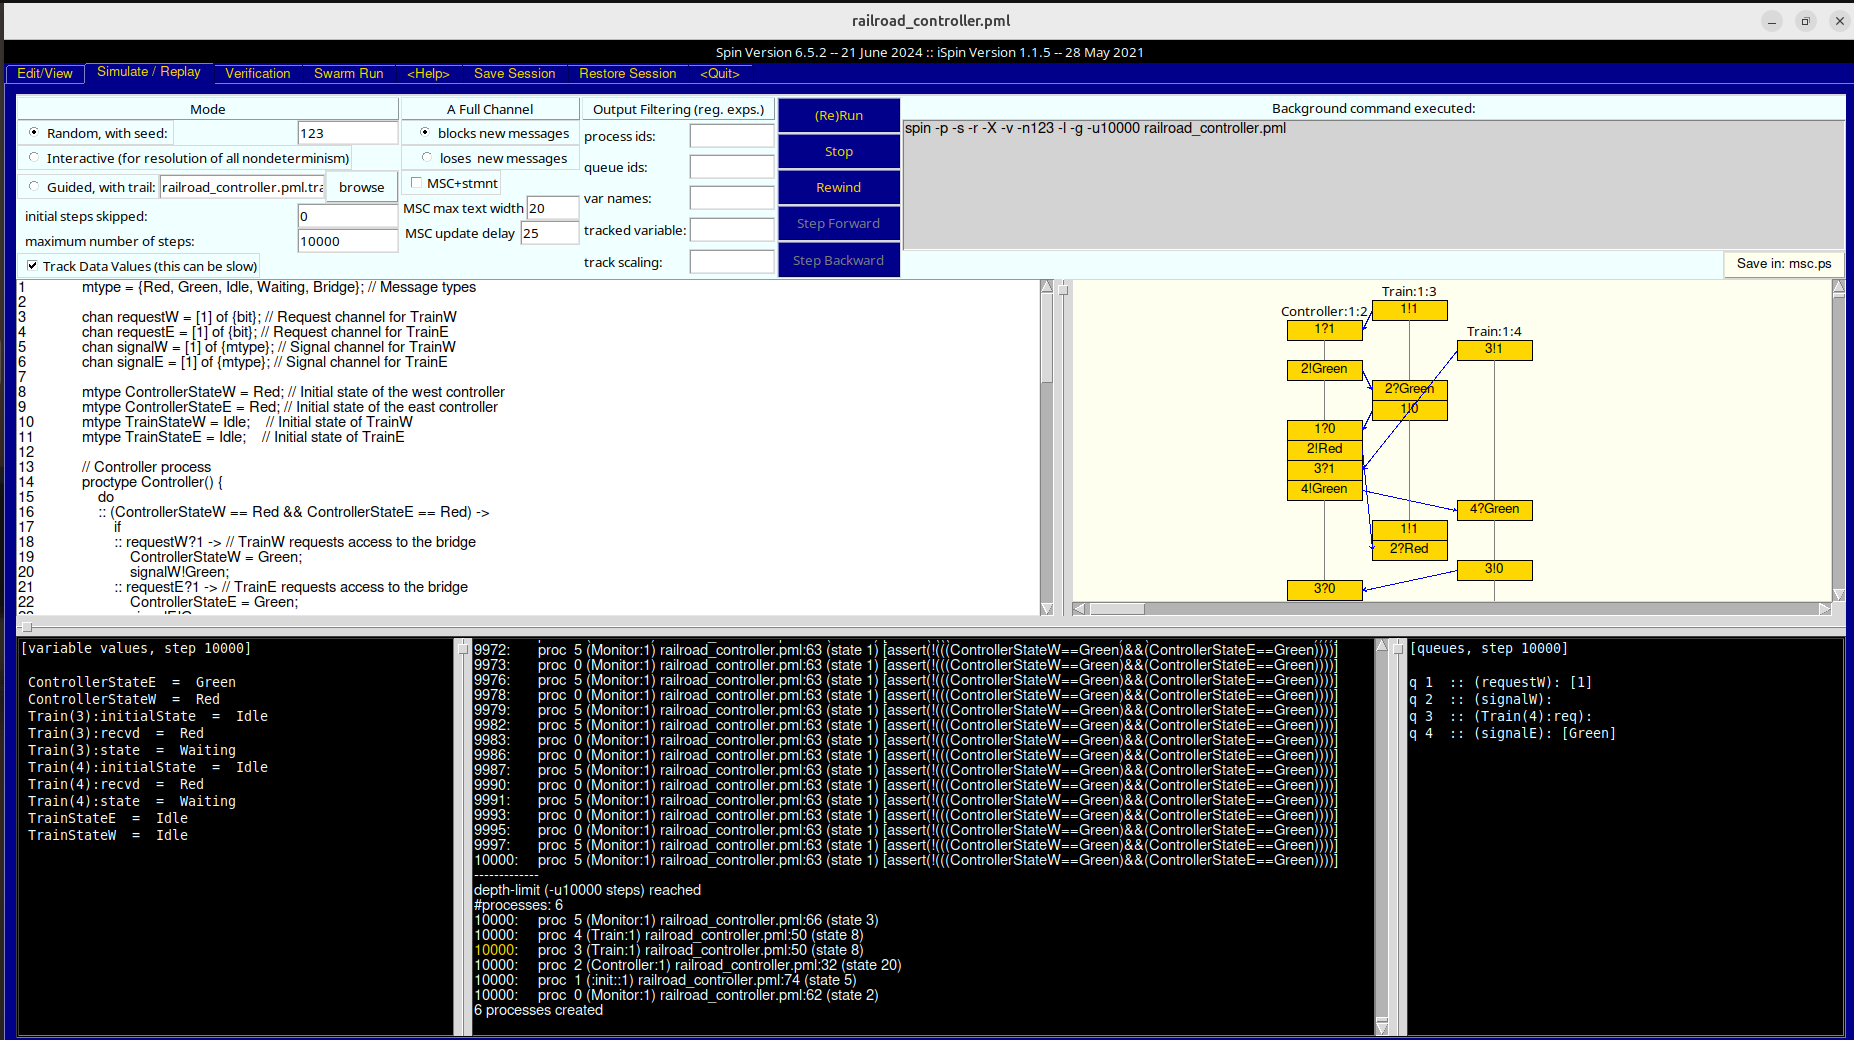 railroad_controller.pml
Spin Version 6.5.2 -- 21 June 2024 :: iSpin Version 1.1.5 -- 28 May 2021
Edit/View Simulate / Replay Verification Swarm Run <Help> Save Session Restore Session <Quit>
Mode
Random, with seed: 123
Interactive (for resolution of all nondeterminism)
Guided, with trail: railroad_controller.pml.tra browse
initial steps skipped: 0
maximum number of steps: 10000
Track Data Values (this can be slow)
A Full Channel
blocks new messages
loses new messages
MSC+stmnt
MSC max text width 20
MSC update delay 25
Output Filtering (reg. exps.)
process ids:
queue ids:
var names:
tracked variable:
track scaling:
(Re)Run
Stop
Rewind
Step Forward
Step Backward
Background command executed:
spin -p -s -r -X -v -n123 -l -g -u10000 railroad_controller.pml
Save in: msc.ps
1 mtype = {Red, Green, Idle, Waiting, Bridge}; // Message types
2
3 chan requestW = [1] of {bit}; // Request channel for TrainW
4 chan requestE = [1] of {bit}; // Request channel for TrainE
5 chan signalW = [1] of {mtype}; // Signal channel for TrainW
6 chan signalE = [1] of {mtype}; // Signal channel for TrainE
7
8 mtype ControllerStateW = Red; // Initial state of the west controller
9 mtype ControllerStateE = Red; // Initial state of the east controller
10 mtype TrainStateW = Idle; // Initial state of TrainW
11 mtype TrainStateE = Idle; // Initial state of TrainE
12
13 // Controller process
14 proctype Controller() {
15 do
16 :: (ControllerStateW == Red && ControllerStateE == Red) ->
17 if
18 :: requestW?1 -> // TrainW requests access to the bridge
19 ControllerStateW = Green;
20 signalW!Green;
21 :: requestE?1 -> // TrainE requests access to the bridge
22 ControllerStateE = Green;
Train:1:3
1!1
Controller:1:2
1?1
Train:1:4
3!1
2!Green
2?Green
1!0
1?0
2!Red
3?1
4!Green
4?Green
1!1
2?Red
3!0
3?0
[variable values, step 10000]
ControllerStateE = Green
ControllerStateW = Red
Train(3):initialState = Idle
Train(3):recvd = Red
Train(3):state = Waiting
Train(4):initialState = Idle
Train(4):recvd = Red
Train(4):state = Waiting
TrainStateE = Idle
TrainStateW = Idle
9972: proc 5 (Monitor:1) railroad_controller.pml:63 (state 1) [assert(!(((ControllerStateW==Green)&&(ControllerStateE==Green))))]
9973: proc 0 (Monitor:1) railroad_controller.pml:63 (state 1) [assert(!(((ControllerStateW==Green)&&(ControllerStateE==Green))))]
9976: proc 5 (Monitor:1) railroad_controller.pml:63 (state 1) [assert(!(((ControllerStateW==Green)&&(ControllerStateE==Green))))]
9978: proc 0 (Monitor:1) railroad_controller.pml:63 (state 1) [assert(!(((ControllerStateW==Green)&&(ControllerStateE==Green))))]
9979: proc 5 (Monitor:1) railroad_controller.pml:63 (state 1) [assert(!(((ControllerStateW==Green)&&(ControllerStateE==Green))))]
9982: proc 5 (Monitor:1) railroad_controller.pml:63 (state 1) [assert(!(((ControllerStateW==Green)&&(ControllerStateE==Green))))]
9983: proc 0 (Monitor:1) railroad_controller.pml:63 (state 1) [assert(!(((ControllerStateW==Green)&&(ControllerStateE==Green))))]
9986: proc 0 (Monitor:1) railroad_controller.pml:63 (state 1) [assert(!(((ControllerStateW==Green)&&(ControllerStateE==Green))))]
9987: proc 5 (Monitor:1) railroad_controller.pml:63 (state 1) [assert(!(((ControllerStateW==Green)&&(ControllerStateE==Green))))]
9990: proc 0 (Monitor:1) railroad_controller.pml:63 (state 1) [assert(!(((ControllerStateW==Green)&&(ControllerStateE==Green))))]
9991: proc 5 (Monitor:1) railroad_controller.pml:63 (state 1) [assert(!(((ControllerStateW==Green)&&(ControllerStateE==Green))))]
9993: proc 0 (Monitor:1) railroad_controller.pml:63 (state 1) [assert(!(((ControllerStateW==Green)&&(ControllerStateE==Green))))]
9995: proc 0 (Monitor:1) railroad_controller.pml:63 (state 1) [assert(!(((ControllerStateW==Green)&&(ControllerStateE==Green))))]
9997: proc 5 (Monitor:1) railroad_controller.pml:63 (state 1) [assert(!(((ControllerStateW==Green)&&(ControllerStateE==Green))))]
10000: proc 5 (Monitor:1) railroad_controller.pml:63 (state 1) [assert(!(((ControllerStateW==Green)&&(ControllerStateE==Green))))]
-------------
depth-limit (-u10000 steps) reached
#processes: 6
10000: proc 5 (Monitor:1) railroad_controller.pml:66 (state 3)
10000: proc 4 (Train:1) railroad_controller.pml:50 (state 8)
10000: proc 3 (Train:1) railroad_controller.pml:50 (state 8)
10000: proc 2 (Controller:1) railroad_controller.pml:32 (state 20)
10000: proc 1 (:init::1) railroad_controller.pml:74 (state 5)
10000: proc 0 (Monitor:1) railroad_controller.pml:62 (state 2)
6 processes created
[queues, step 10000]
q 1 :: (requestW): [1]
q 2 :: (signalW):
q 3 :: (Train(4):req):
q 4 :: (signalE): [Green]